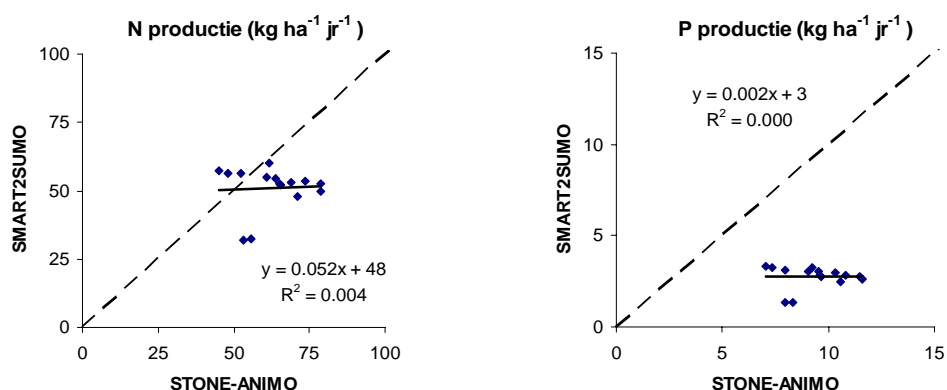 N productie (kg ha⁻¹ jr⁻¹ )
100
75
50
25
0
SMART2SUMO
y = 0.052x + 48
R² = 0.004
0 25 50 75 100
STONE-ANIMO
P productie (kg ha⁻¹ jr⁻¹ )
15
10
5
0
SMART2SUMO
y = 0.002x + 3
R² = 0.000
0 5 10 15
STONE-ANIMO